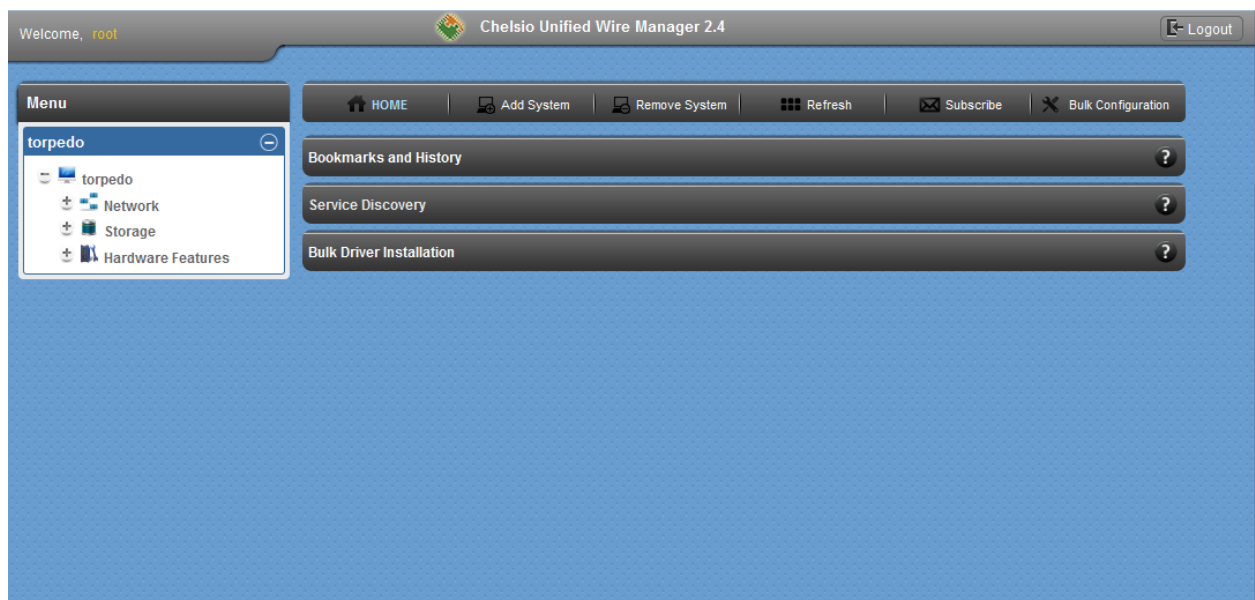 Welcome, root
Chelsio Unified Wire Manager 2.4
Logout
Menu
HOME
Add System
Remove System
Refresh
Subscribe
Bulk Configuration
torpedo
torpedo
Network
Storage
Hardware Features
Bookmarks and History
?
Service Discovery
?
Bulk Driver Installation
?